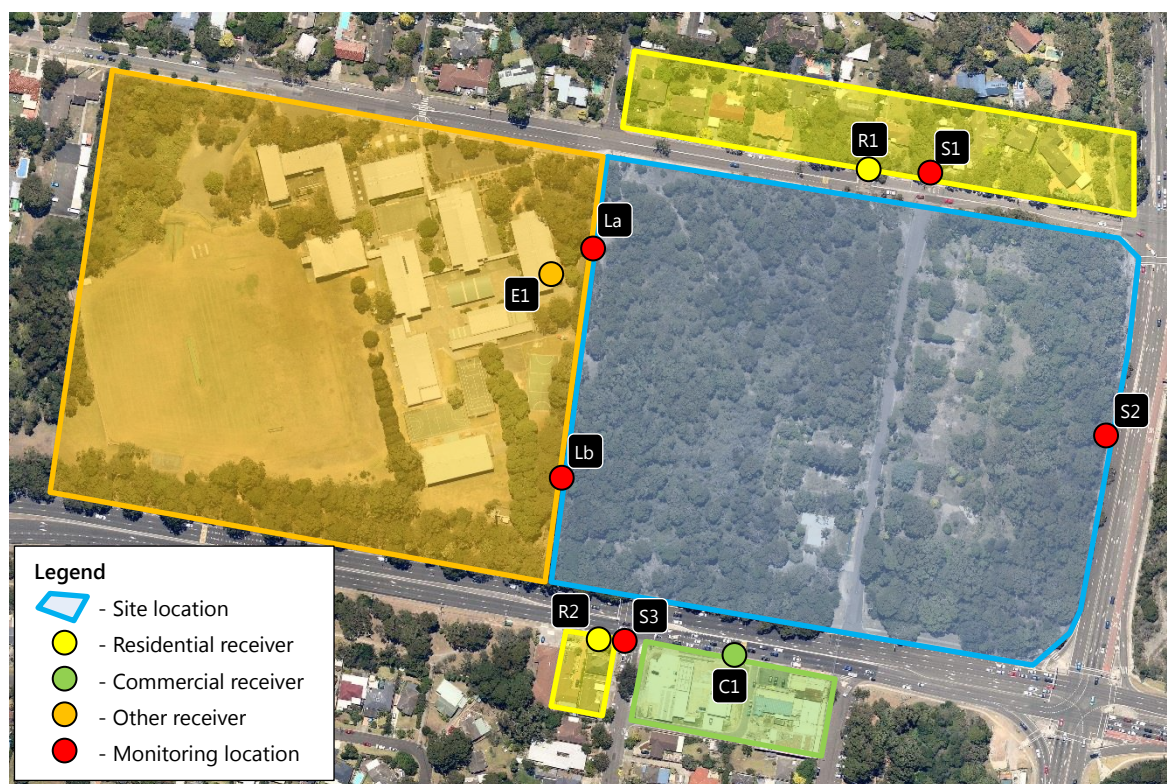 R1
S1
La
E1
S2
Lb
R2
S3
C1
Legend
- Site location
- Residential receiver
- Commercial receiver
- Other receiver
- Monitoring location